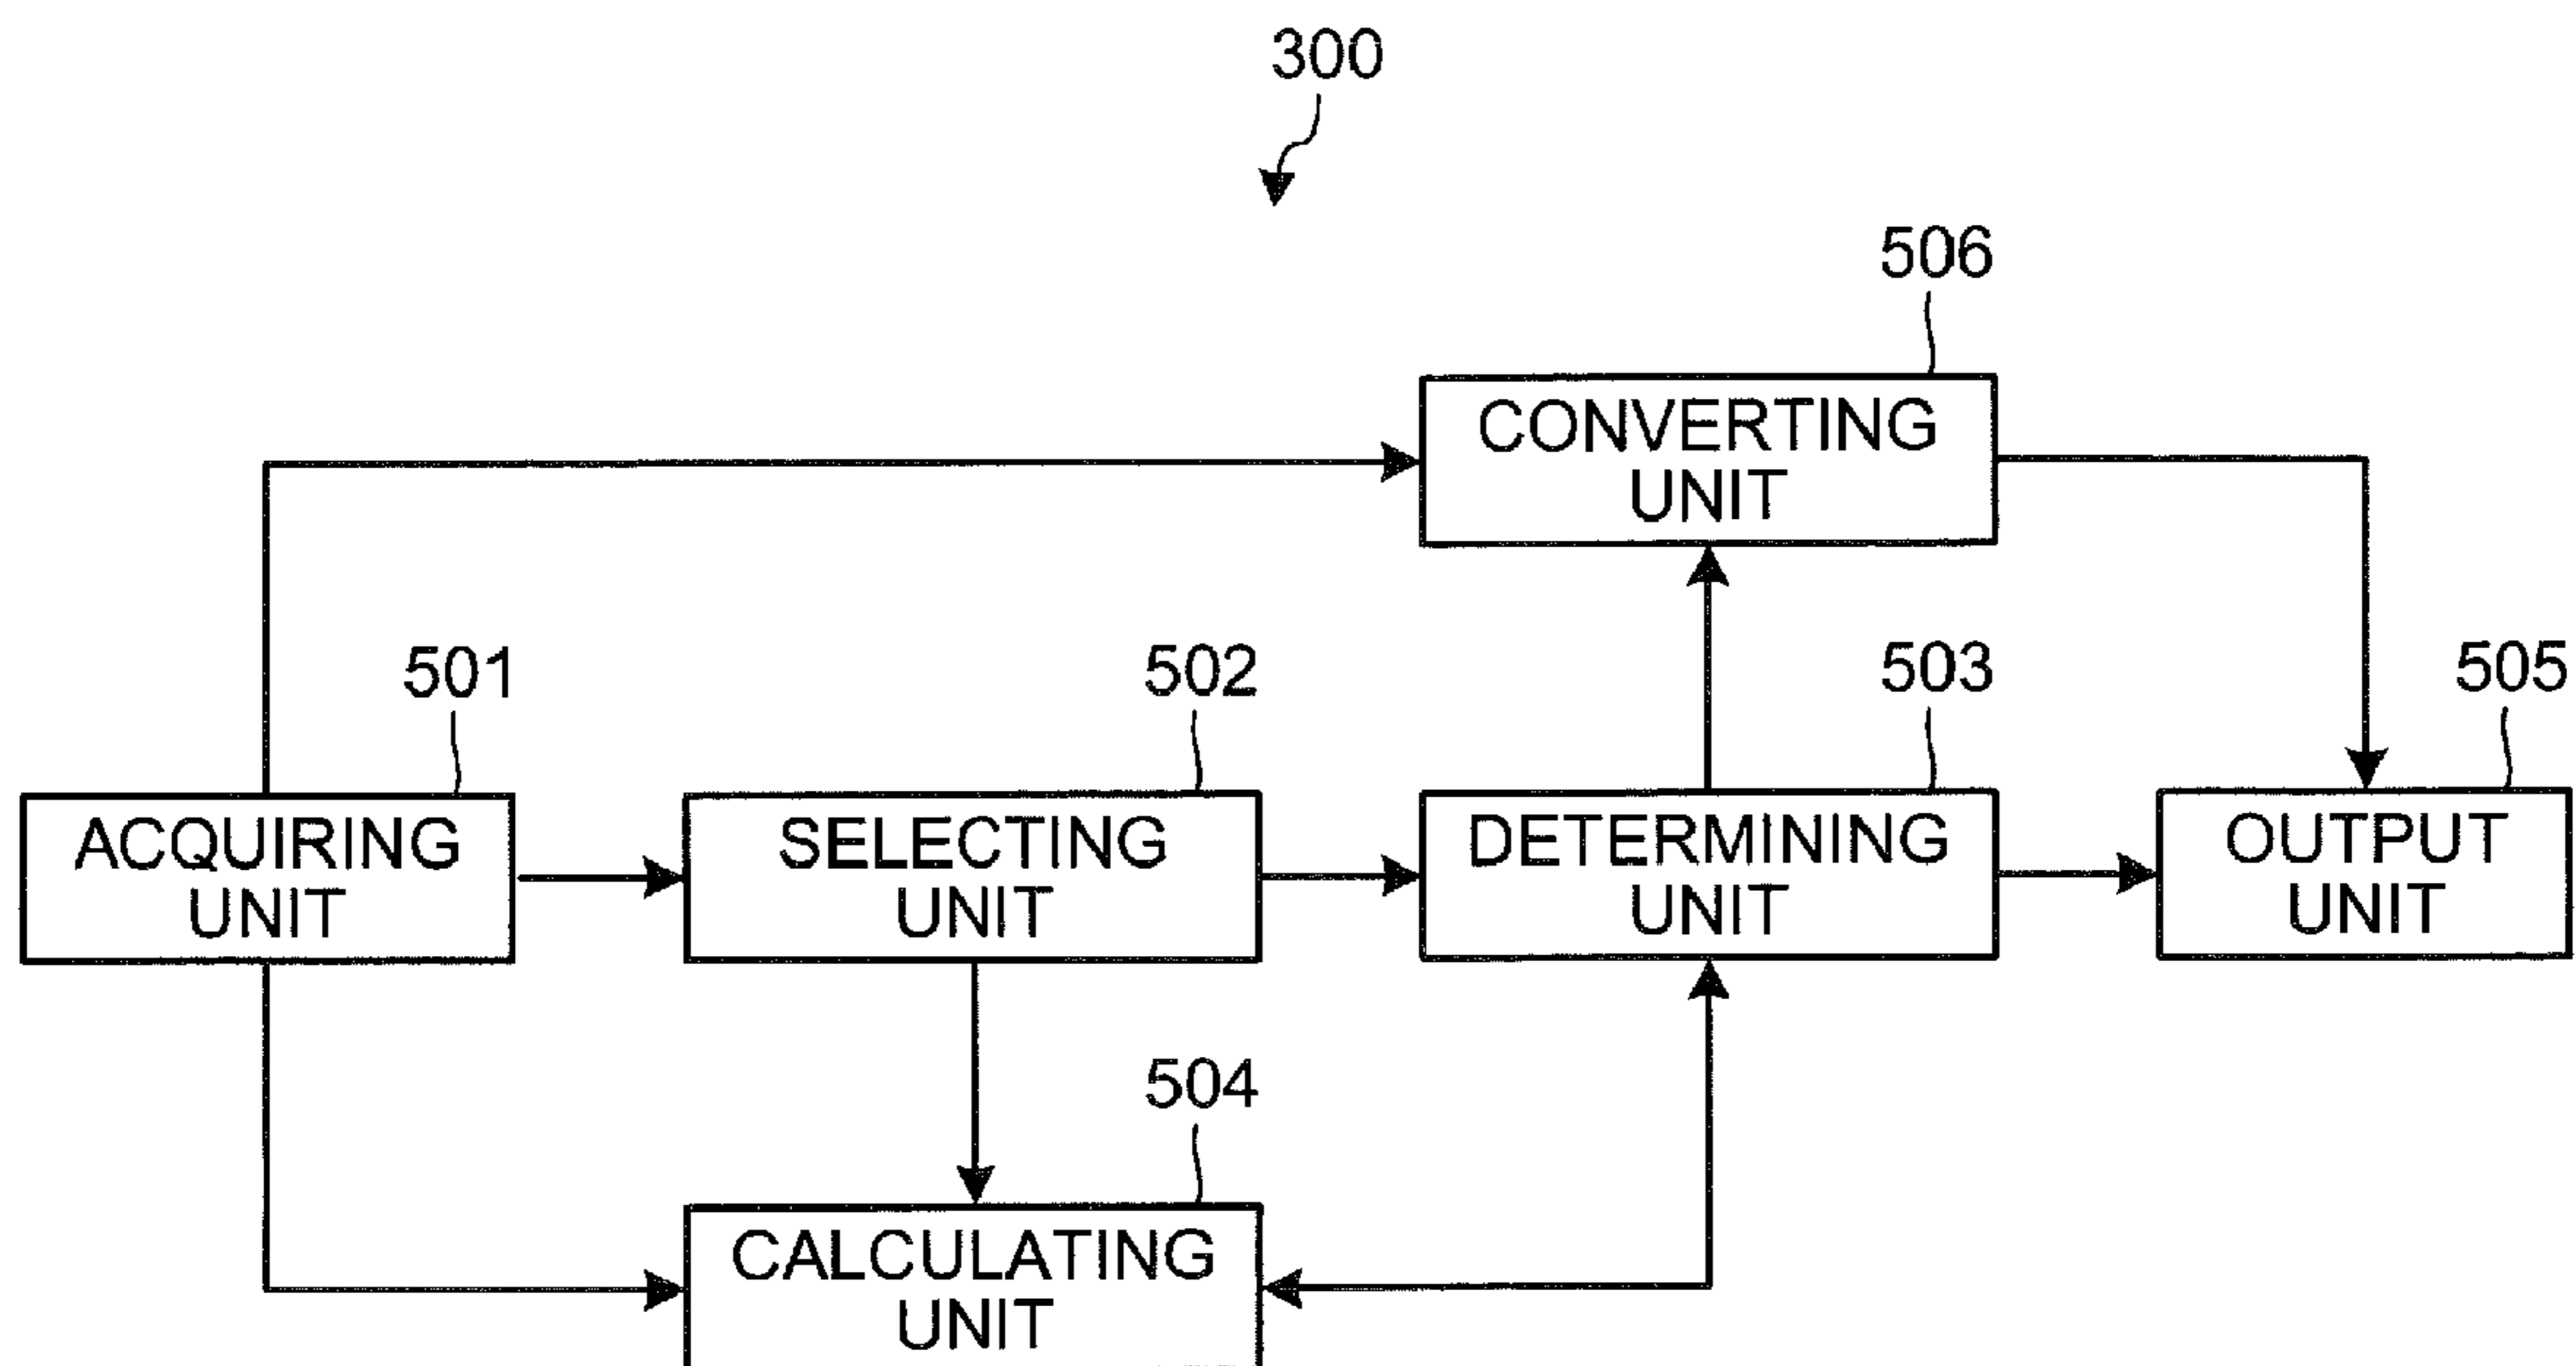 300
506
CONVERTING
UNIT
501
502
503
505
ACQUIRING
UNIT
SELECTING
UNIT
DETERMINING
UNIT
OUTPUT
UNIT
504
CALCULATING
UNIT